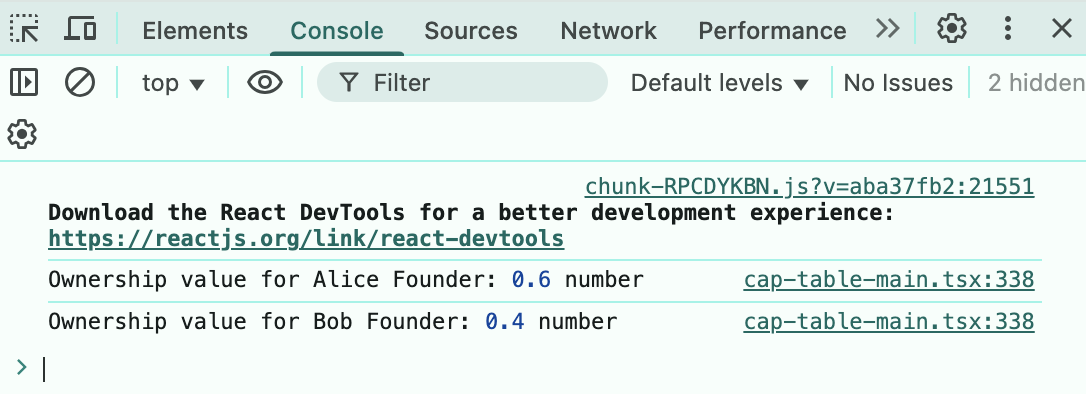 Elements Console Sources Network Performance
top Filter Default levels No Issues 2 hidden
chunk-RPCDYKBN.js?v=aba37fb2:21551
Download the React DevTools for a better development experience:
https://reactjs.org/link/react-devtools
Ownership value for Alice Founder: 0.6 number cap-table-main.tsx:338
Ownership value for Bob Founder: 0.4 number cap-table-main.tsx:338